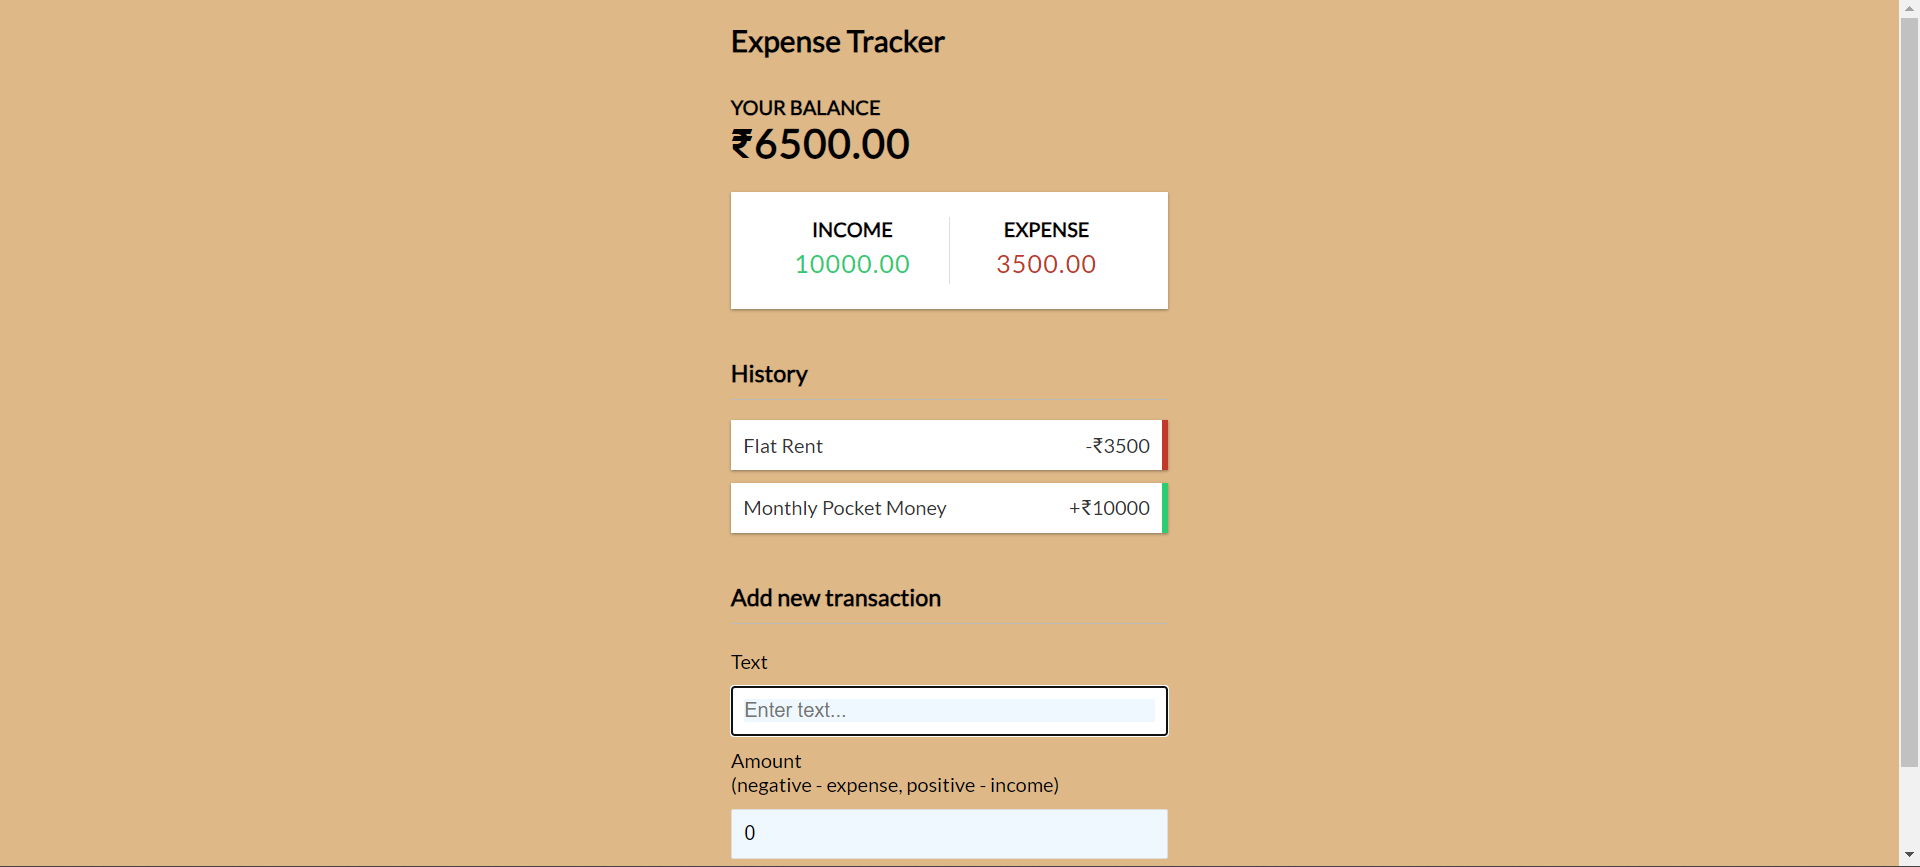 Expense Tracker
YOUR BALANCE
₹6500.00
INCOME EXPENSE
10000.00 3500.00
History
Flat Rent -₹3500
Monthly Pocket Money +₹10000
Add new transaction
Text
Enter text...
Amount
(negative - expense, positive - income)
0